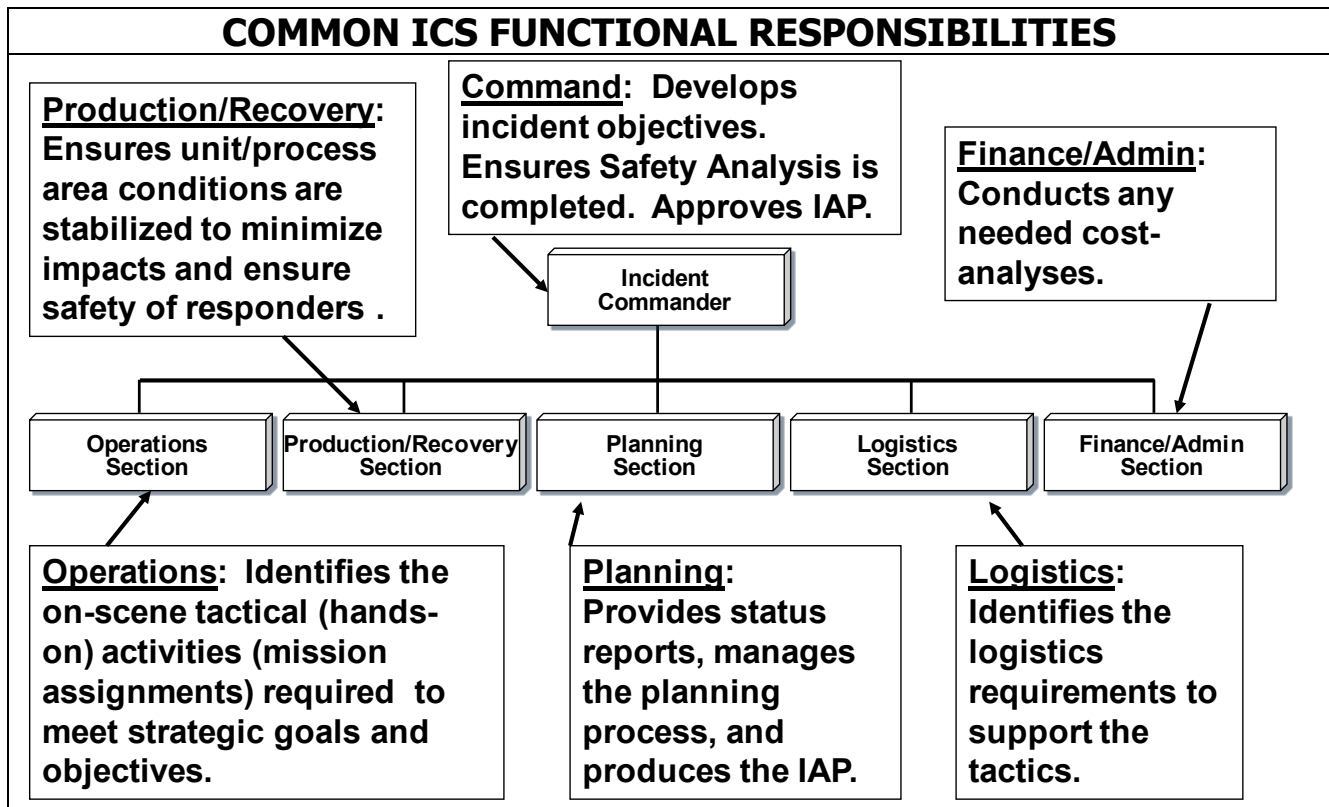 COMMON ICS FUNCTIONAL RESPONSIBILITIES
Production/Recovery:
Ensures unit/process
area conditions are
stabilized to minimize
impacts and ensure
safety of responders .
Command: Develops
incident objectives.
Ensures Safety Analysis is
completed. Approves IAP.
Finance/Admin:
Conducts any
needed cost-
analyses.
Incident
Commander
Operations
Section
Production/Recovery
Section
Planning
Section
Logistics
Section
Finance/Admin
Section
Operations: Identifies the
on-scene tactical (hands-
on) activities (mission
assignments) required to
meet strategic goals and
objectives.
Planning:
Provides status
reports, manages
the planning
process, and
produces the IAP.
Logistics:
Identifies the
logistics
requirements to
support the
tactics.